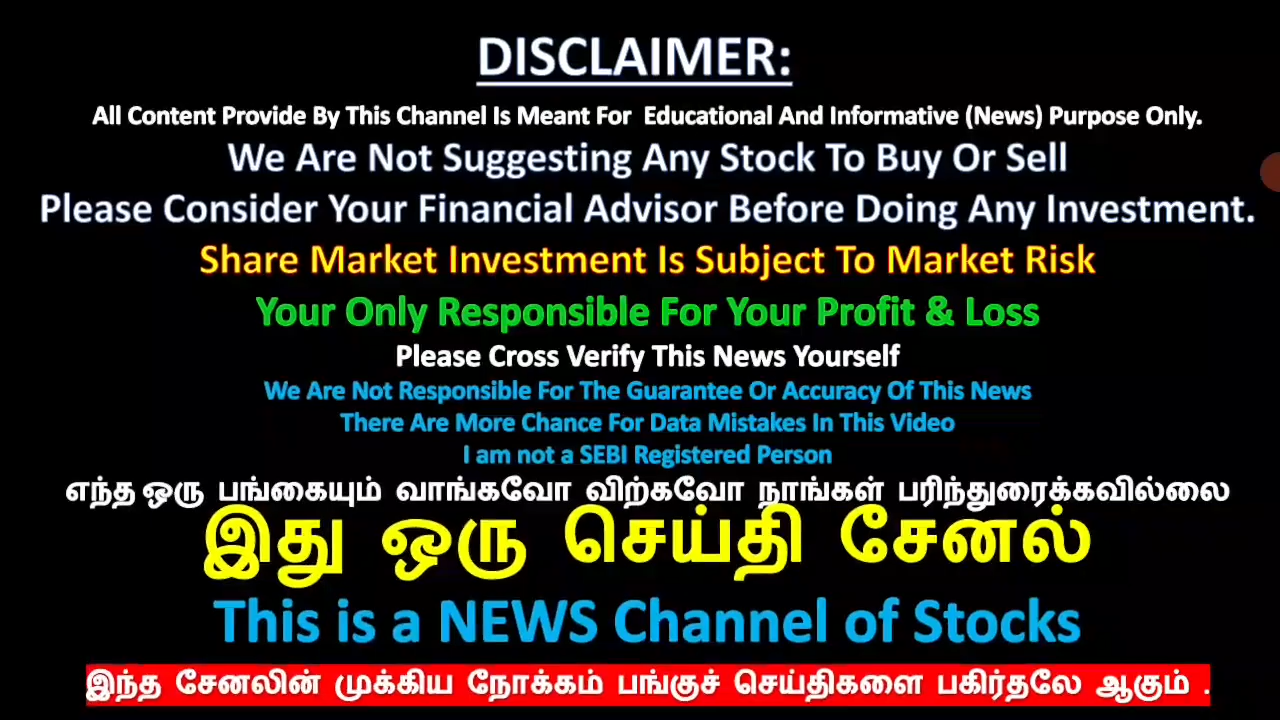 DISCLAIMER:
All Content Provide By This Channel Is Meant For Educational And Informative (News) Purpose Only.
We Are Not Suggesting Any Stock To Buy Or Sell
Please Consider Your Financial Advisor Before Doing Any Investment.
Share Market Investment Is Subject To Market Risk
Your Only Responsible For Your Profit & Loss
Please Cross Verify This News Yourself
We Are Not Responsible For The Guarantee Or Accuracy Of This News
There Are More Chance For Data Mistakes In This Video
I am not a SEBI Registered Person
எந்த ஒரு பங்கையும் வாங்கவோ விற்கவோ நாங்கள் பரிந்துரைக்கவில்லை
இது ஒரு செய்தி சேனல்
This is a NEWS Channel of Stocks
இந்த சேனலின் முக்கிய நோக்கம் பங்குச் செய்திகளை பகிர்தலே ஆகும் .